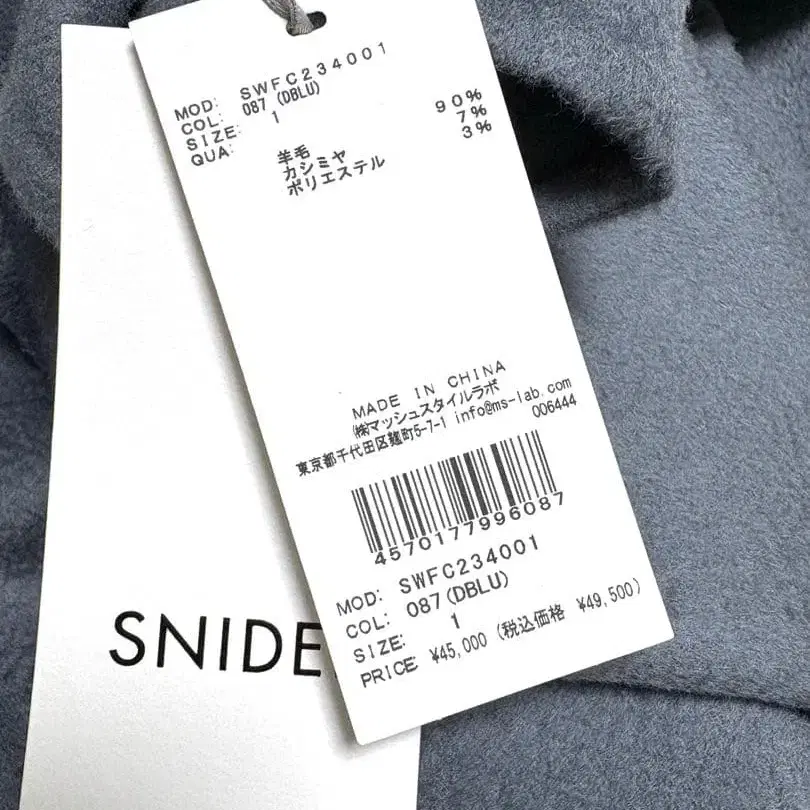 MOD: SWFC234001
COL: 087 (DBLU)
SIZE: 1
QUA: 羊毛 90%
カシミヤ 7%
ポリエステル 3%
MADE IN CHINA
㈱マッシュスタイルラボ
東京都千代田区麹町5-7-1 info@ms-lab.com
006444
4570177996087
MOD: SWFC234001
COL: 087(DBLU)
SIZE: 1
PRICE: ¥45,000 (税込価格 ¥49,500)
SNIDE